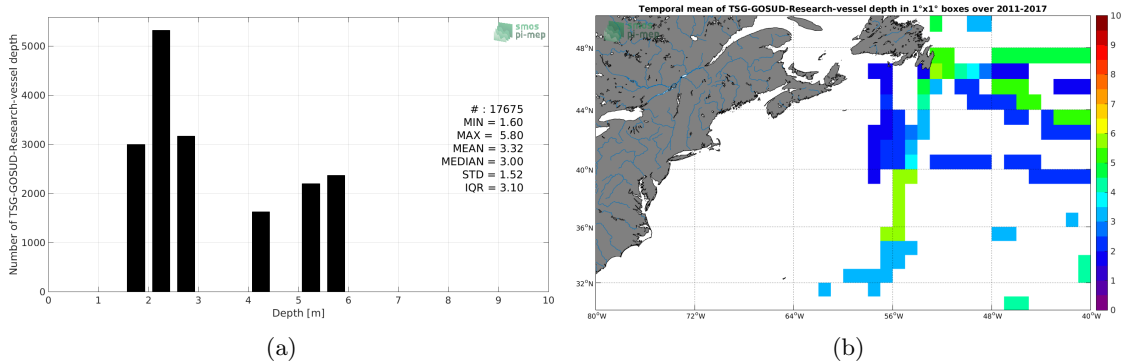 smos
pi-mep
# : 17675
MIN = 1.60
MAX = 5.80
MEAN = 3.32
MEDIAN = 3.00
STD = 1.52
IQR = 3.10
Number of TSG-GOSUD-Research-vessel depth
5000
4000
3000
2000
1000
0
0 1 2 3 4 5 6 7 8 9 10
Depth [m]
(a)
Temporal mean of TSG-GOSUD-Research-vessel depth in 1°x1° boxes over 2011-2017
smos
pi-mep
48°N
44°N
40°N
36°N
32°N
80°W 72°W 64°W 56°W 48°W 40°W
10
9
8
7
6
5
4
3
2
1
0
(b)